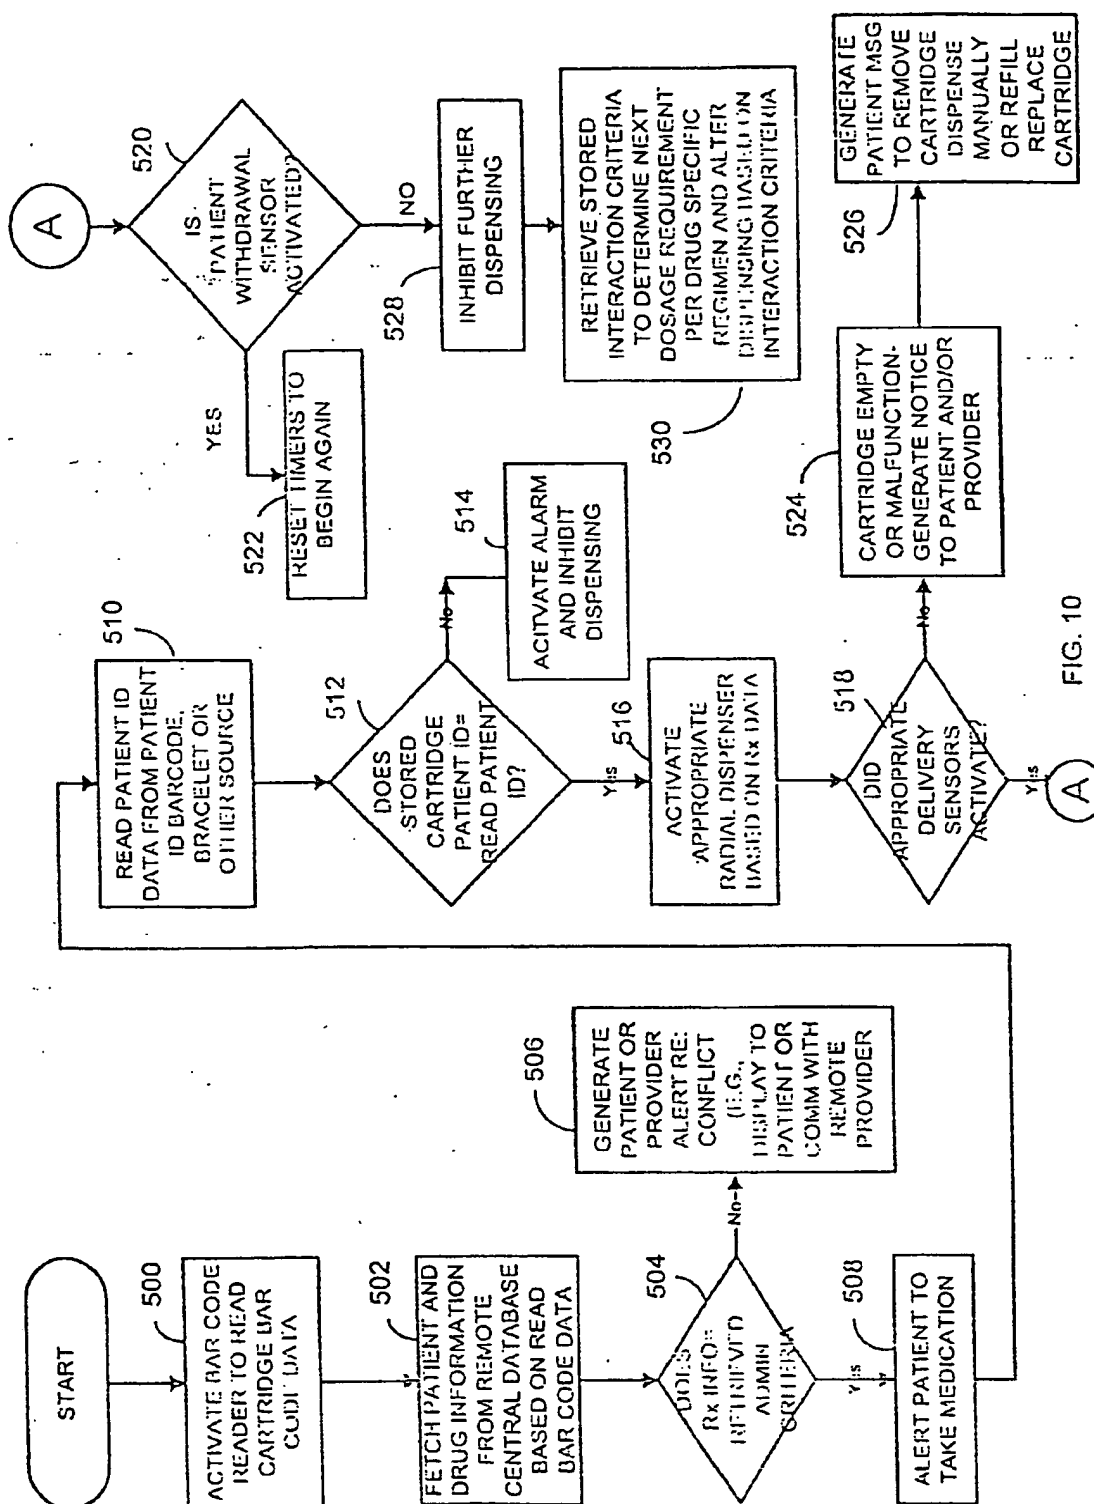 START
500
ACTIVATE BAR CODE
READER TO READ
CARTRIDGE BAR
CODE DATA
502
FETCH PATIENT AND
DRUG INFORMATION
FROM REMOTE
CENTRAL DATABASE
BASED ON READ
BAR CODE DATA
504
DOES
Rx INFO=
RETRIEVED
ADMIN
CRITERIA
No
506
GENERATE
PATIENT OR
PROVIDER
ALERT RE:
CONFLICT
(E.G.,
DISPLAY TO
PATIENT OR
COMM WITH
REMOTE
PROVIDER
Yes
508
ALERT PATIENT TO
TAKE MEDICATION
510
READ PATIENT ID
DATA FROM PATIENT
ID BARCODE,
BRACELET OR
OTHER SOURCE
512
DOES
STORED
CARTRIDGE
PATIENT ID=
READ PATIENT
ID?
No
514
ACITVATE ALARM
AND INHIBIT
DISPENSING
Yes
516
ACTIVATE
APPROPRIATE
RADIAL DISPENSER
BASED ON Rx DATA
518
DID
APPROPRIATE
DELIVERY
SENSORS
ACTIVATE?
Yes
A
No
524
CARTRIDGE EMPTY
OR MALFUNCTION-
GENERATE NOTICE
TO PATIENT AND/OR
PROVIDER
526
GENERATE
PATIENT MSG
TO REMOVE
CARTRIDGE
DISPENSE
MANUALLY
OR REFILL
REPLACE
CARTRIDGE
A
520
IS
PATIENT
WITHDRAWAL
SENSOR
ACTIVATED?
YES
522
RESET TIMERS TO
BEGIN AGAIN
NO
528
INHIBIT FURTHER
DISPENSING
530
RETRIEVE STORED
INTERACTION CRITERIA
TO DETERMINE NEXT
DOSAGE REQUIREMENT
PER DRUG SPECIFIC
REGIMEN AND ALTER
DISPENSING BASED ON
INTERACTION CRITERIA
FIG. 10